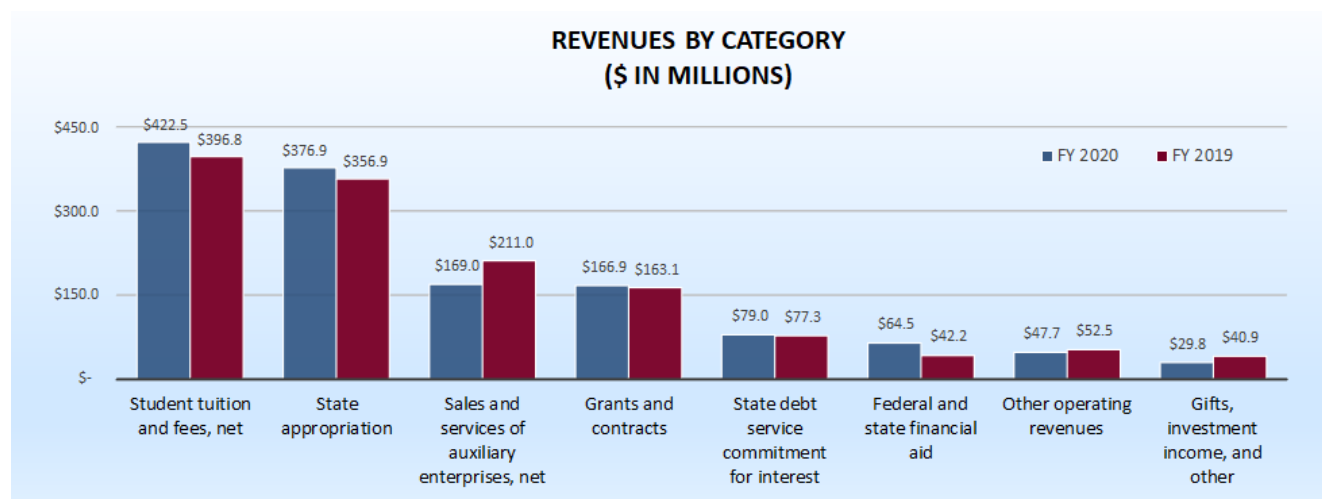 REVENUES BY CATEGORY
($ IN MILLIONS)
$450.0
$300.0
$150.0
$-
$422.5
$396.8
$376.9
$356.9
$169.0
$211.0
$166.9
$163.1
$79.0
$77.3
$64.5
$42.2
$47.7
$52.5
$29.8
$40.9
FY 2020
FY 2019
Student tuition
and fees, net
State
appropriation
Sales and
services of
auxiliary
enterprises, net
Grants and
contracts
State debt
service
commitment
for interest
Federal and
state financial
aid
Other operating
revenues
Gifts,
investment
income, and
other